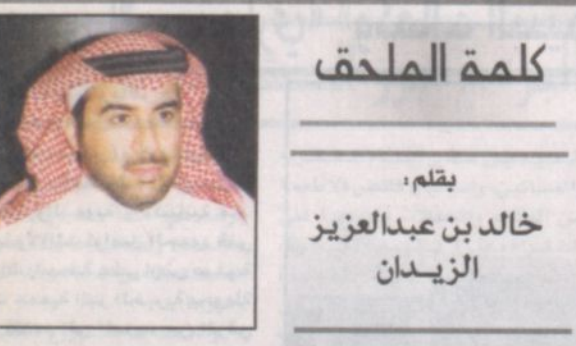 كلمة الملحق
بقلم:
خالد بن عبدالعزيز
الزيـدان